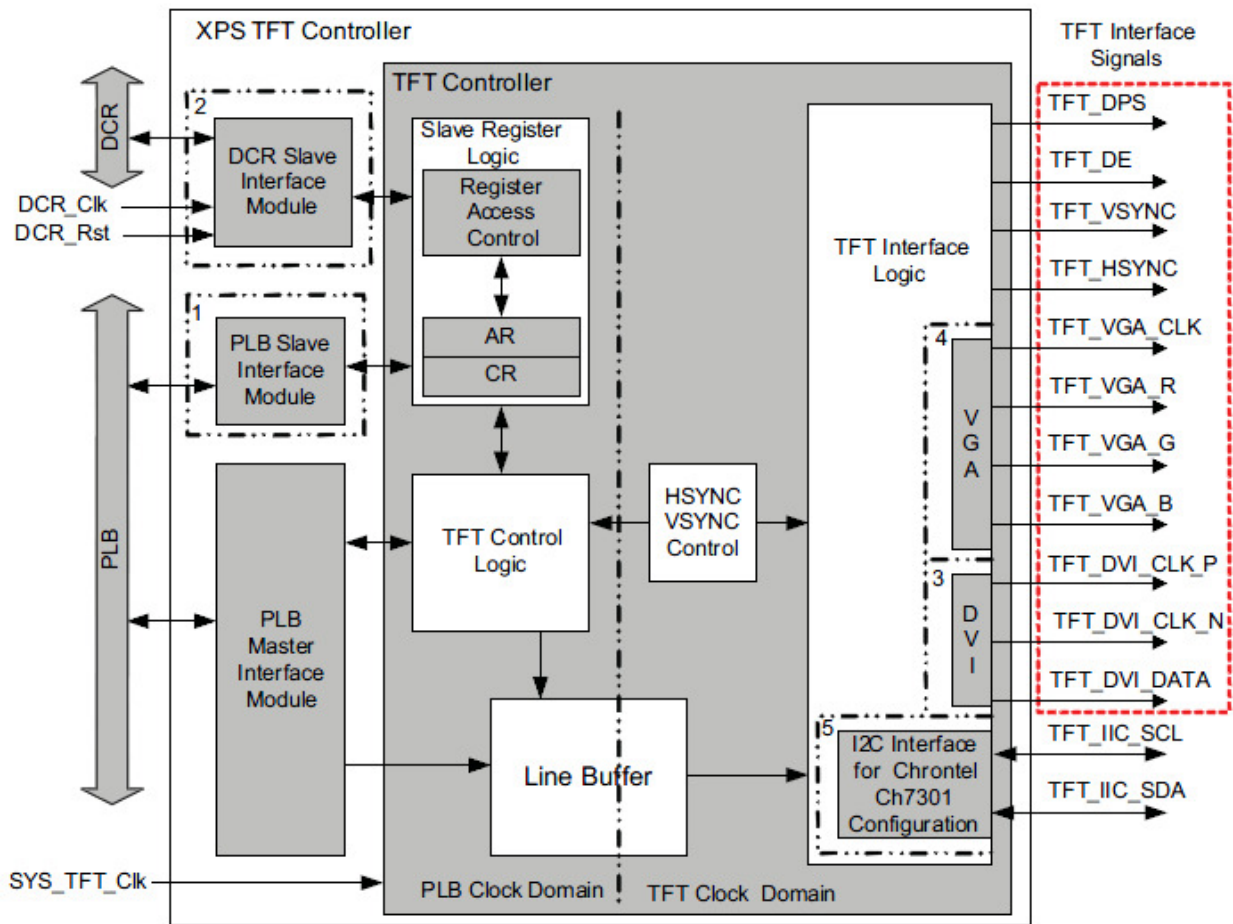 XPS TFT Controller
TFT Interface
Signals
TFT Controller
DCR
2
DCR Slave
Interface
Module
DCR_Clk
DCR_Rst
Slave Register
Logic
Register
Access
Control
AR
CR
1
PLB Slave
Interface
Module
PLB
PLB
Master
Interface
Module
TFT Control
Logic
HSYNC
VSYNC
Control
Line Buffer
TFT Interface
Logic
4
VGA
3
DVI
5
I2C Interface
for Chrontel
Ch7301
Configuration
TFT_DPS
TFT_DE
TFT_VSYNC
TFT_HSYNC
TFT_VGA_CLK
TFT_VGA_R
TFT_VGA_G
TFT_VGA_B
TFT_DVI_CLK_P
TFT_DVI_CLK_N
TFT_DVI_DATA
TFT_IIC_SCL
TFT_IIC_SDA
SYS_TFT_Clk
PLB Clock Domain
TFT Clock Domain